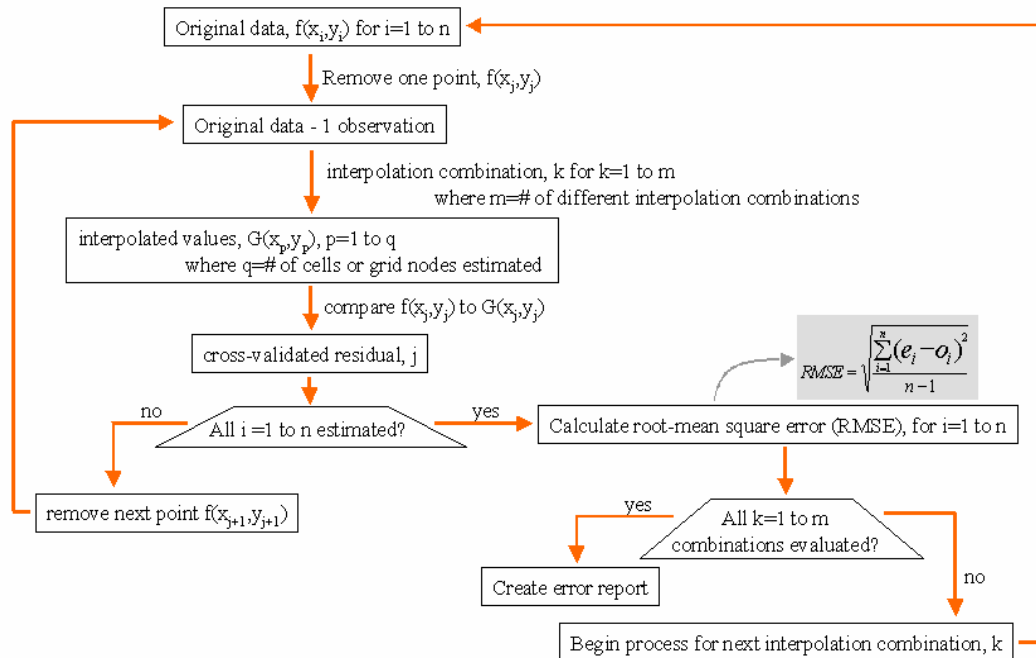 Original data, f(xᵢ,yᵢ) for i=1 to n
Remove one point, f(xⱼ,yⱼ)
Original data - 1 observation
interpolation combination, k for k=1 to m
where m=# of different interpolation combinations
interpolated values, G(xₚ,yₚ), p=1 to q
where q=# of cells or grid nodes estimated
compare f(xⱼ,yⱼ) to G(xⱼ,yⱼ)
cross-validated residual, j
RMSE = √(∑ⁿᵢ₌₁(eᵢ–oᵢ)² / n–1)
no
All i =1 to n estimated?
yes
Calculate root-mean square error (RMSE), for i=1 to n
remove next point f(xⱼ₊₁,yⱼ₊₁)
yes
All k=1 to m
combinations evaluated?
Create error report
no
Begin process for next interpolation combination, k